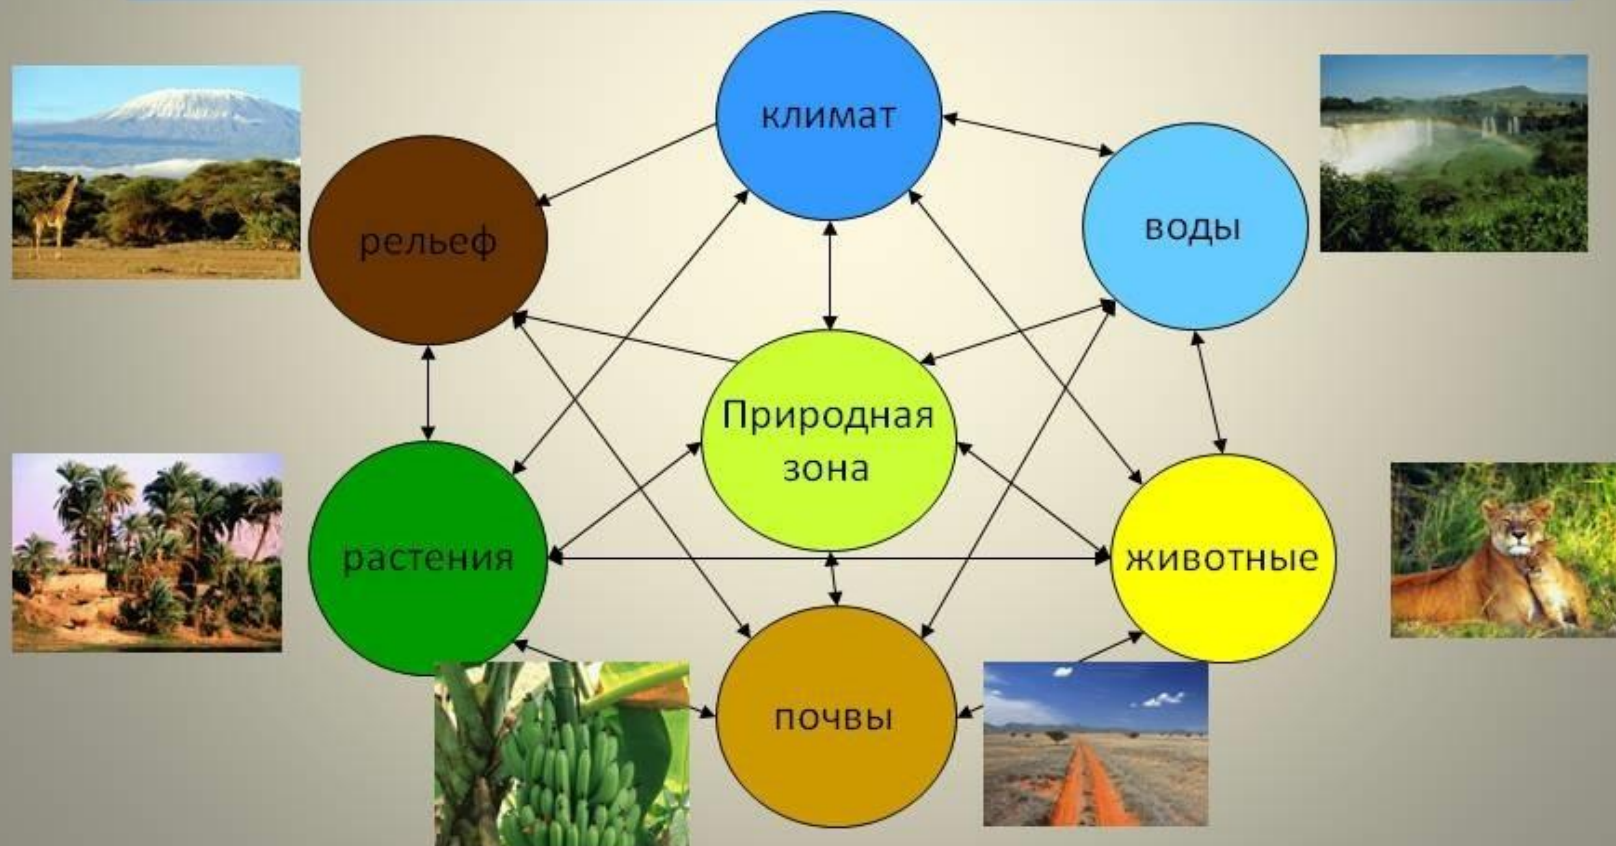 климат
рельеф
воды
Природная
зона
растения
животные
почвы